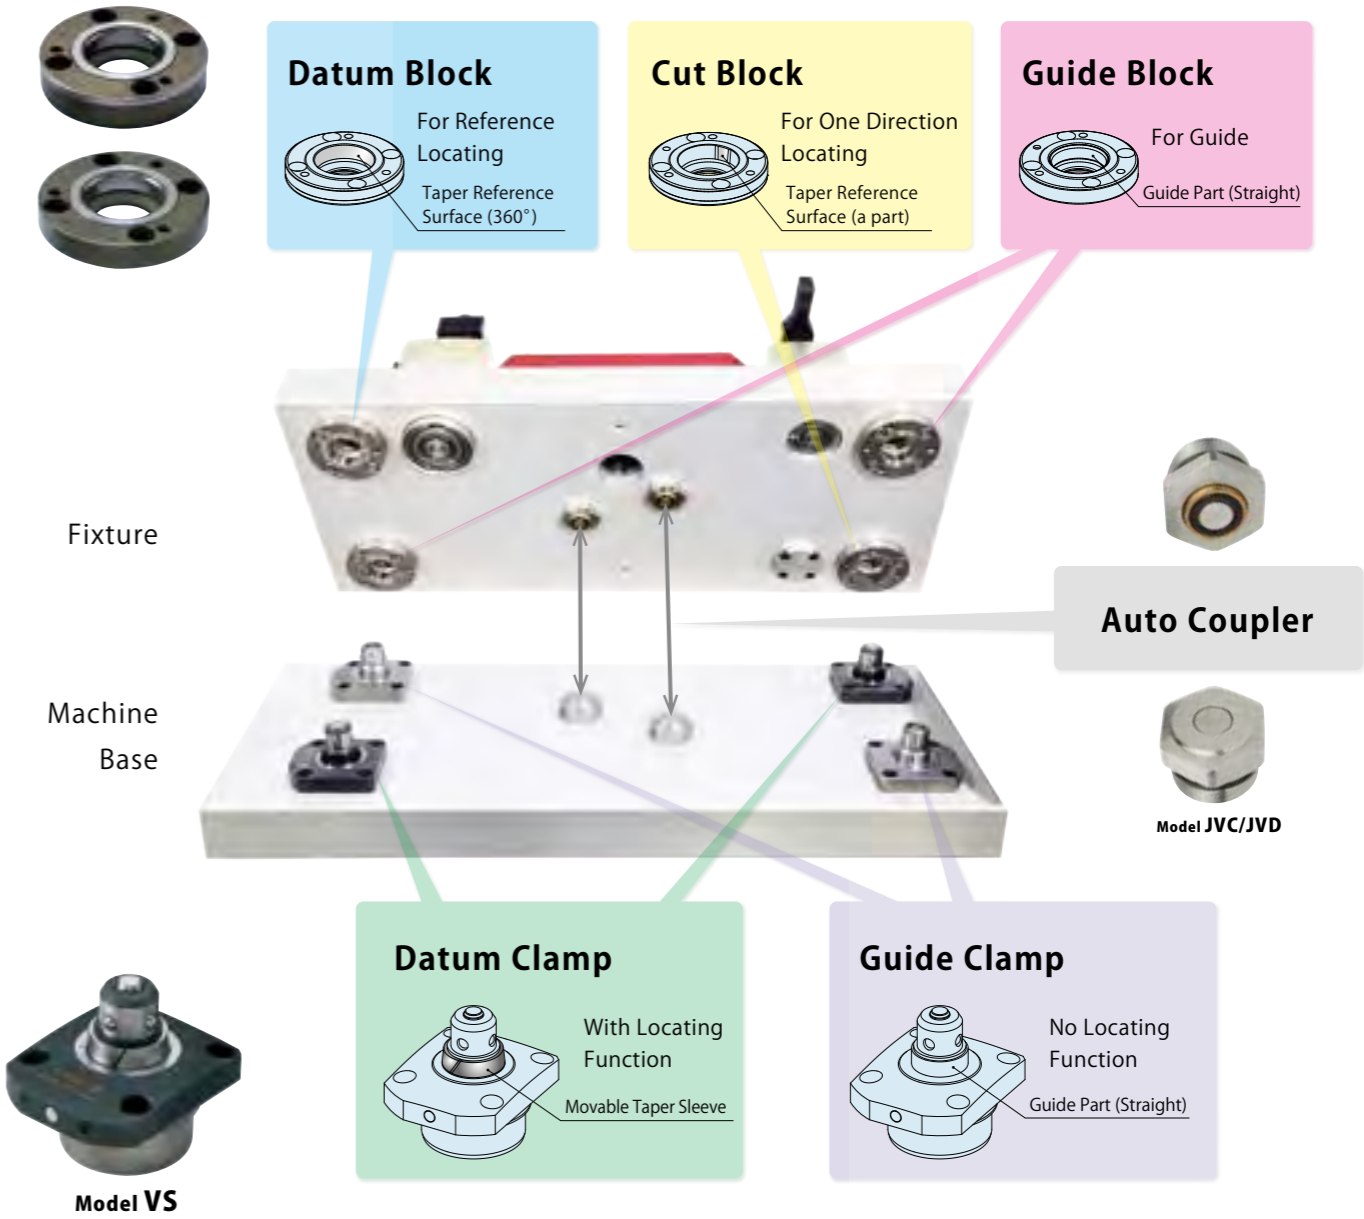 Datum Block
For Reference
Locating
Taper Reference
Surface (360°)
Cut Block
For One Direction
Locating
Taper Reference
Surface (a part)
Guide Block
For Guide
Guide Part (Straight)
Fixture
Auto Coupler
Machine
Base
Model JVC/JVD
Datum Clamp
With Locating
Function
Movable Taper Sleeve
Guide Clamp
No Locating
Function
Guide Part (Straight)
Model VS